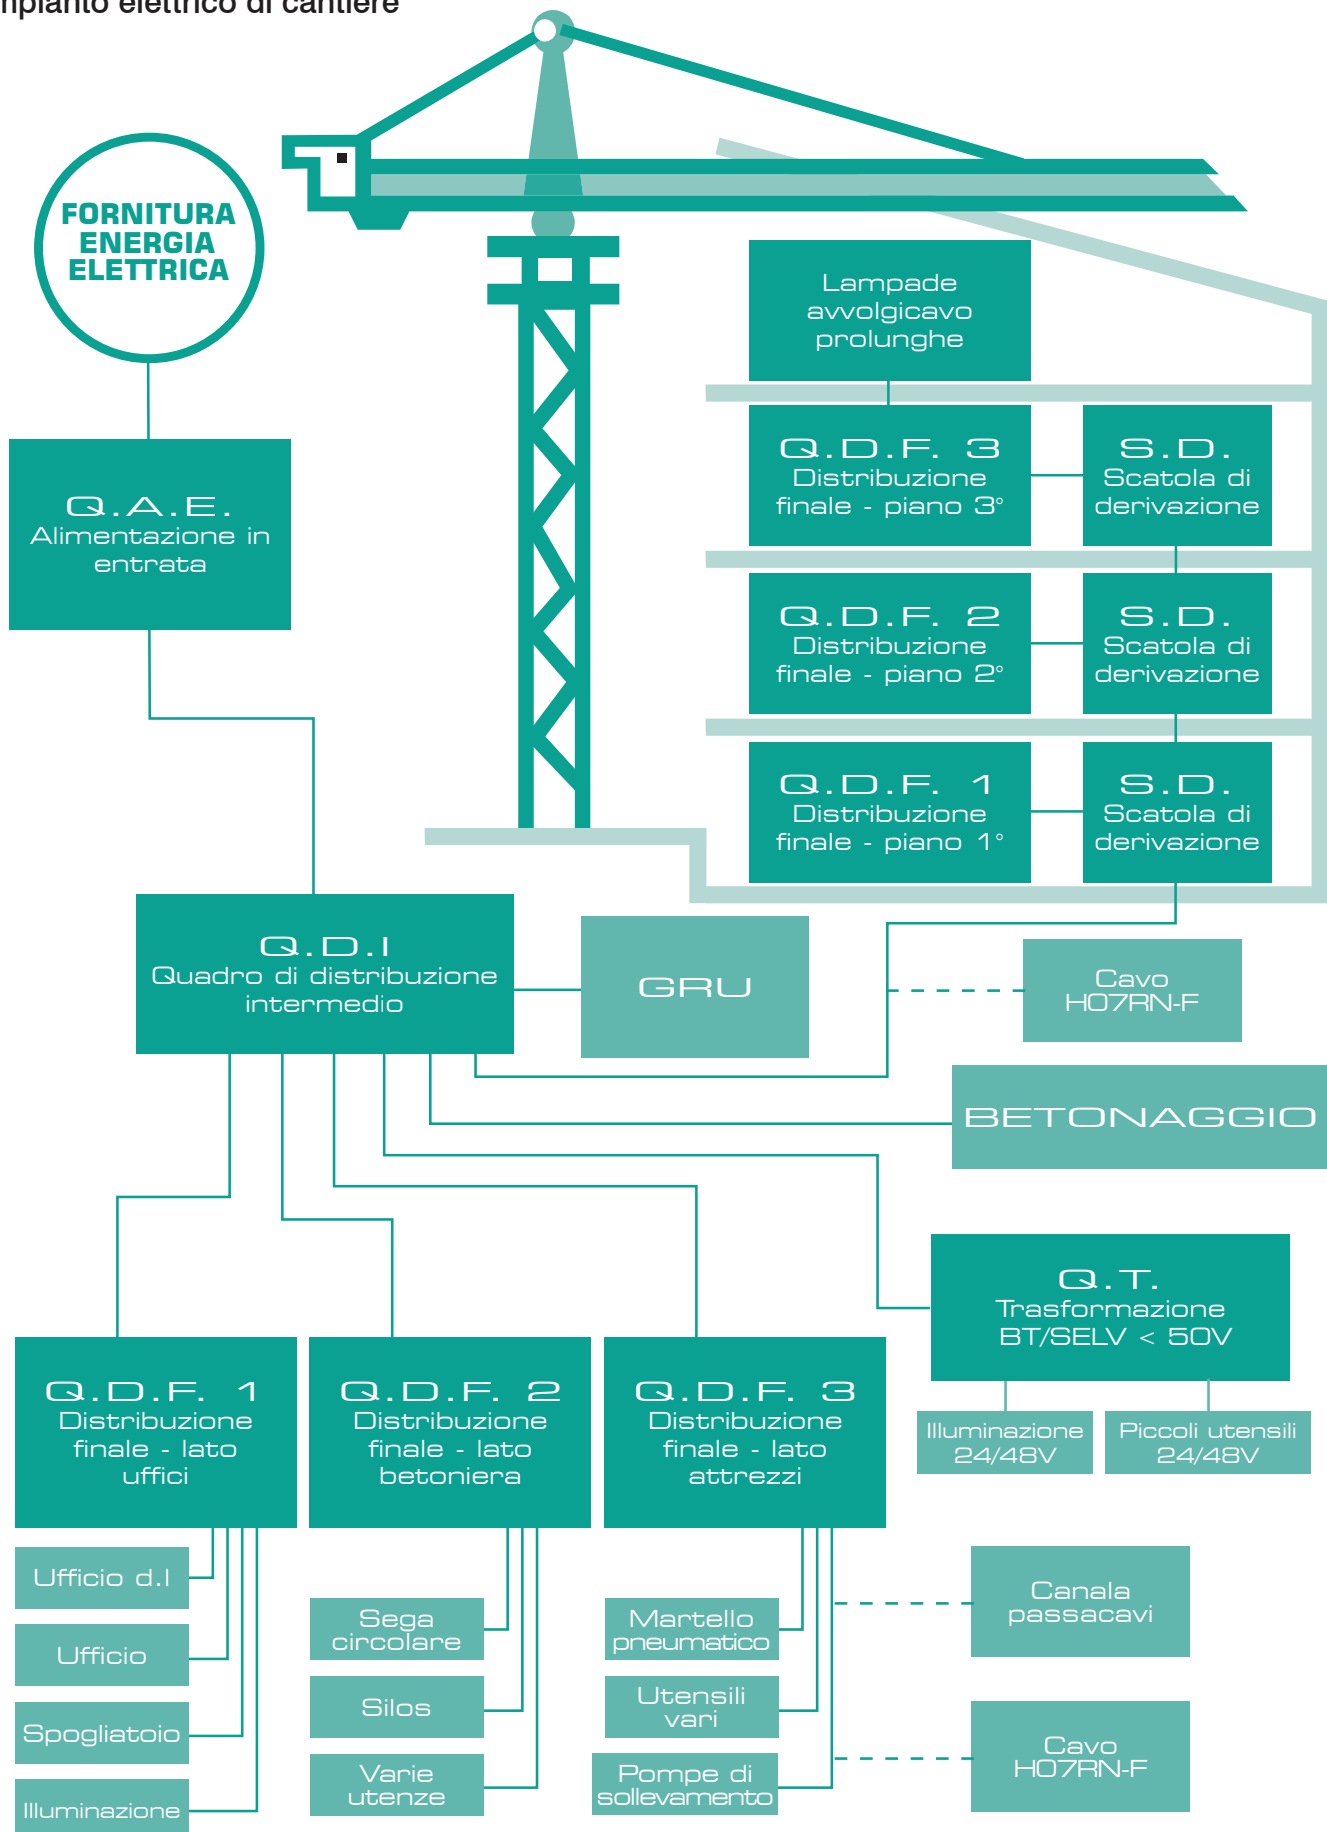 impianto elettrico di cantiere
FORNITURA
ENERGIA
ELETTRICA
Lampade
avvolgicavo
prolunghe
Q.A.E.
Alimentazione in
entrata
Q.D.F. 3
Distribuzione
finale - piano 3°
S.D.
Scatola di
derivazione
Q.D.F. 2
Distribuzione
finale - piano 2°
S.D.
Scatola di
derivazione
Q.D.F. 1
Distribuzione
finale - piano 1°
S.D.
Scatola di
derivazione
Q.D.I
Quadro di distribuzione
intermedio
GRU
Cavo
H07RN-F
BETONAGGIO
Q.T.
Trasformazione
BT/SELV < 50V
Illuminazione
24/48V
Piccoli utensili
24/48V
Q.D.F. 1
Distribuzione
finale - lato
uffici
Q.D.F. 2
Distribuzione
finale - lato
betoniera
Q.D.F. 3
Distribuzione
finale - lato
attrezzi
Ufficio d.l
Ufficio
Spogliatoio
Illuminazione
Sega
circolare
Silos
Varie
utenze
Martello
pneumatico
Utensili
vari
Pompe di
sollevamento
Canala
passacavi
Cavo
H07RN-F